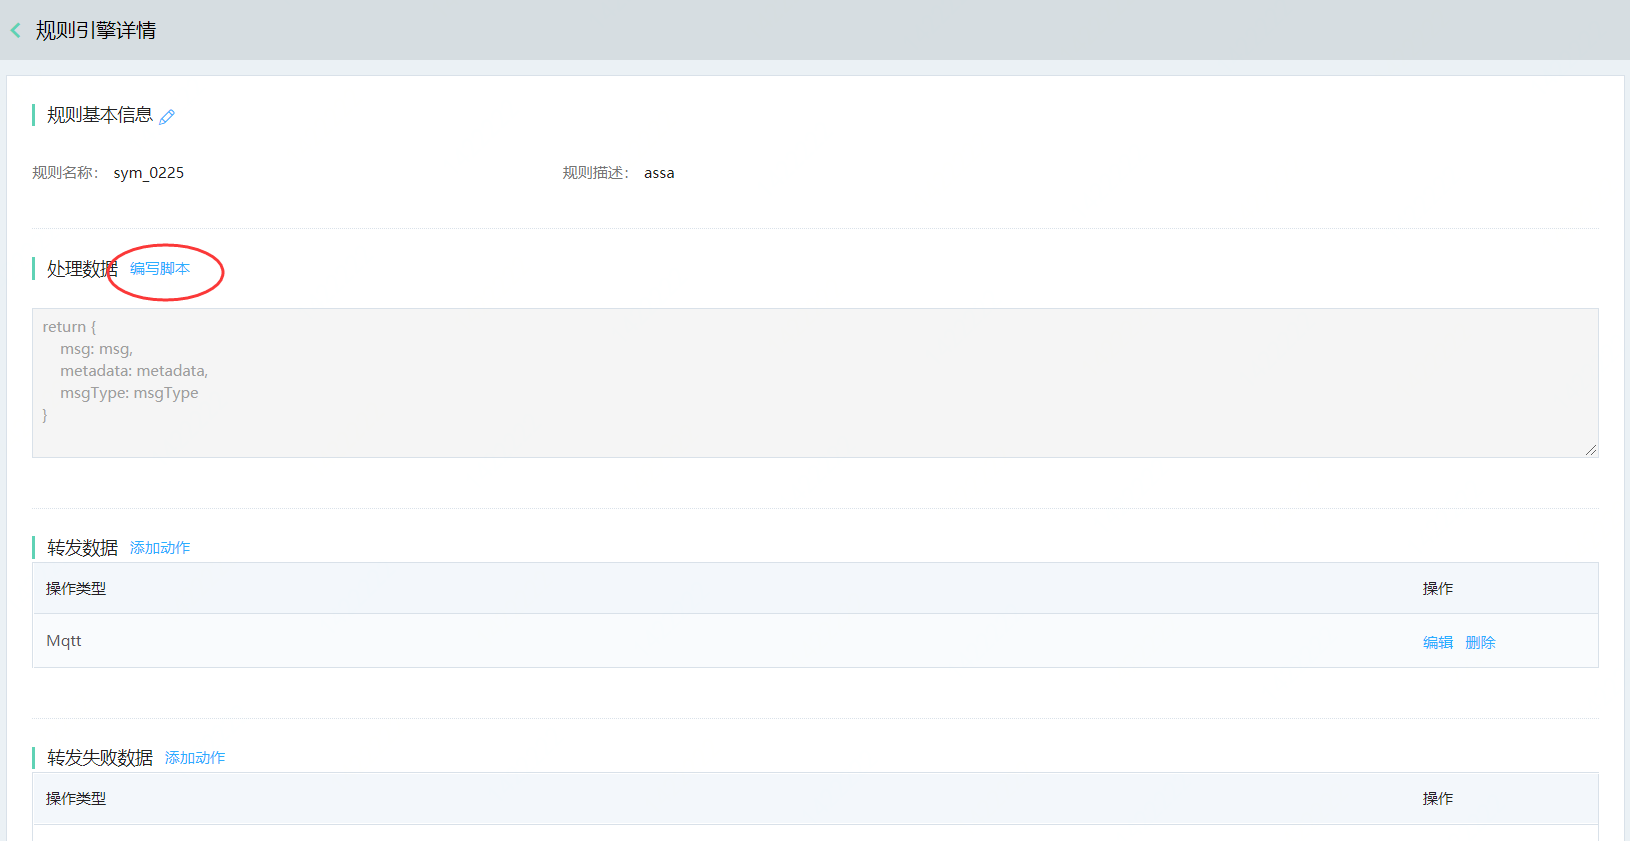 规则引擎详情
规则基本信息
规则名称： sym_0225 规则描述： assa
处理数据 编写脚本
return {
msg: msg,
metadata: metadata,
msgType: msgType
}
转发数据 添加动作
操作类型 操作
Mqtt 编辑 删除
转发失败数据 添加动作
操作类型 操作